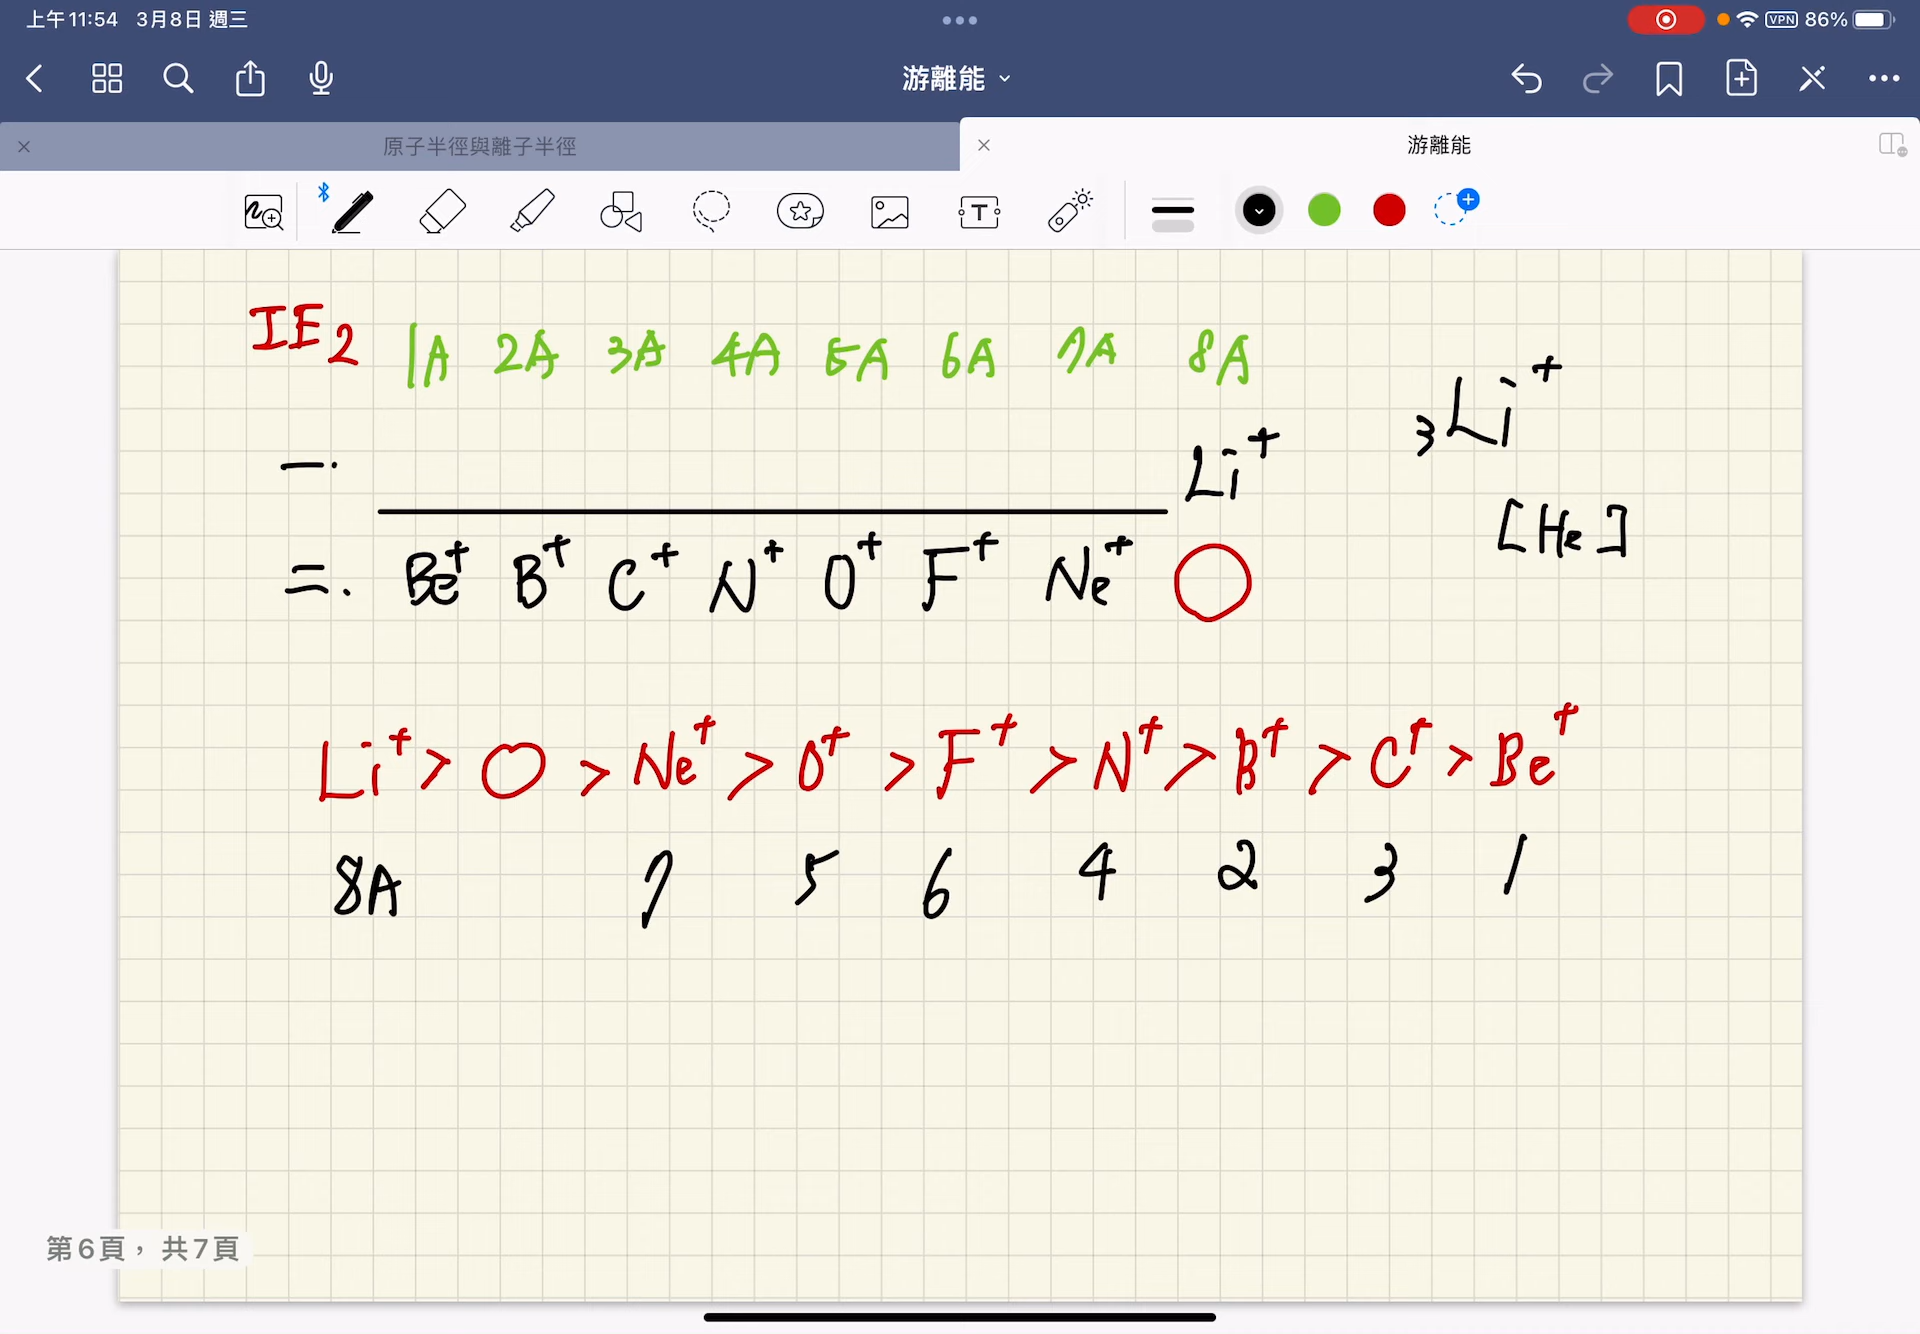 上午11:54 3月8日 週三
VPN 86%
游離能
原子半徑與離子半徑
游離能
T
IE₂ 1A 2A 3A 4A 5A 6A 7A 8A
₃Li⁺
一. Li⁺
[He]
二. Be⁺ B⁺ C⁺ N⁺ O⁺ F⁺ Ne⁺ ○
Li⁺ > ○ > Ne⁺ > O⁺ > F⁺ > N⁺ > B⁺ > C⁺ > Be⁺
8A 7 5 6 4 2 3 1
第6頁，共7頁